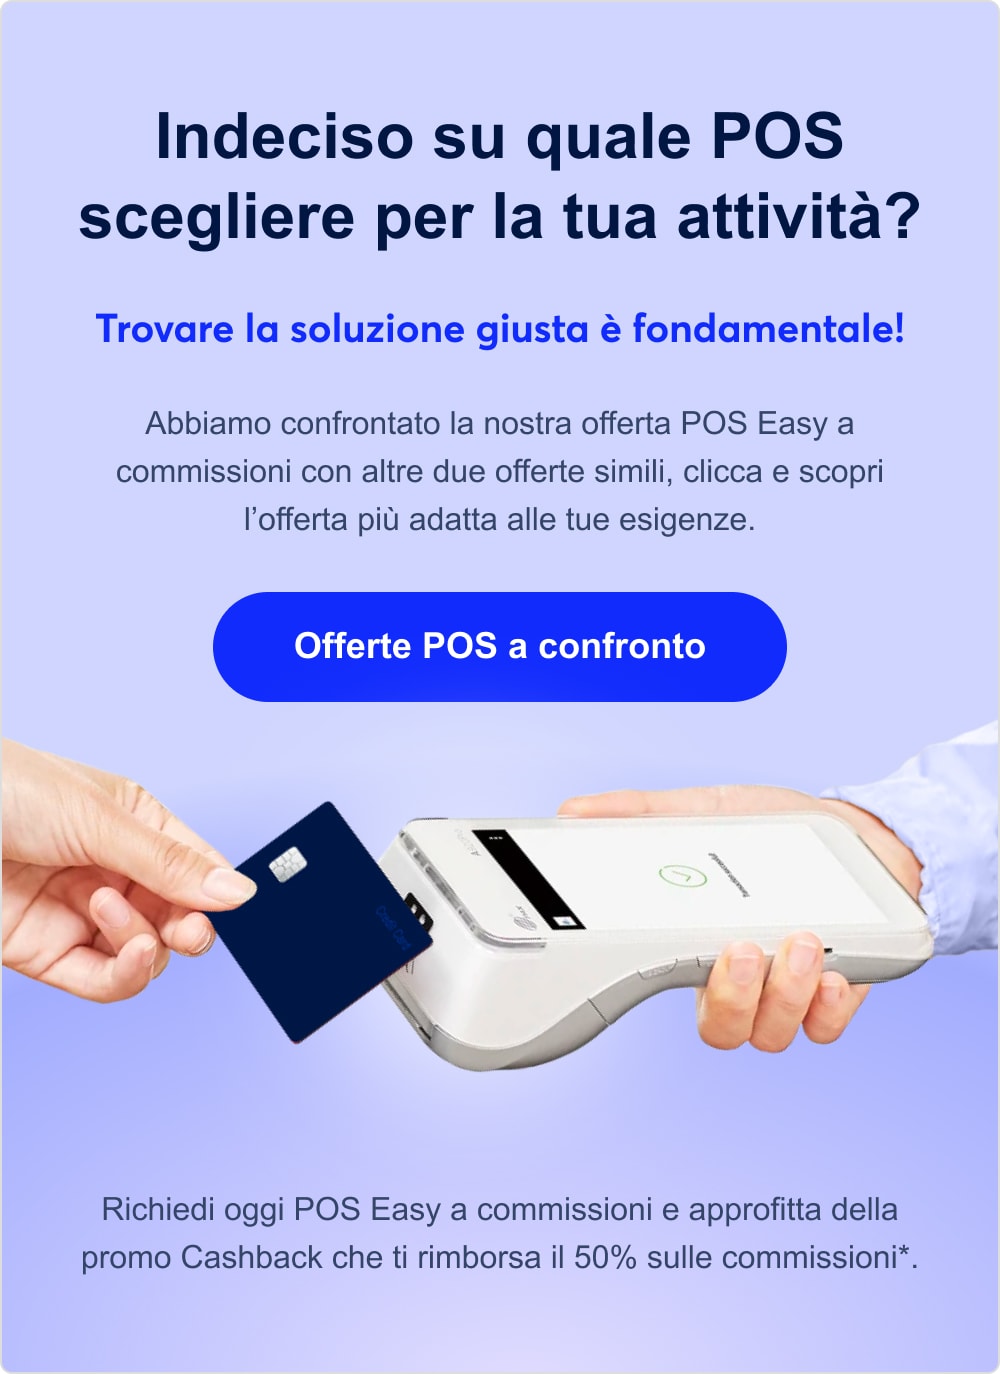 Indeciso su quale POS
scegliere per la tua attività?
Trovare la soluzione giusta è fondamentale!
Abbiamo confrontato la nostra offerta POS Easy a
commissioni con altre due offerte simili, clicca e scopri
l’offerta più adatta alle tue esigenze.
Offerte POS a confronto
Credit Card
Richiedi oggi POS Easy a commissioni e approfitta della
promo Cashback che ti rimborsa il 50% sulle commissioni*.